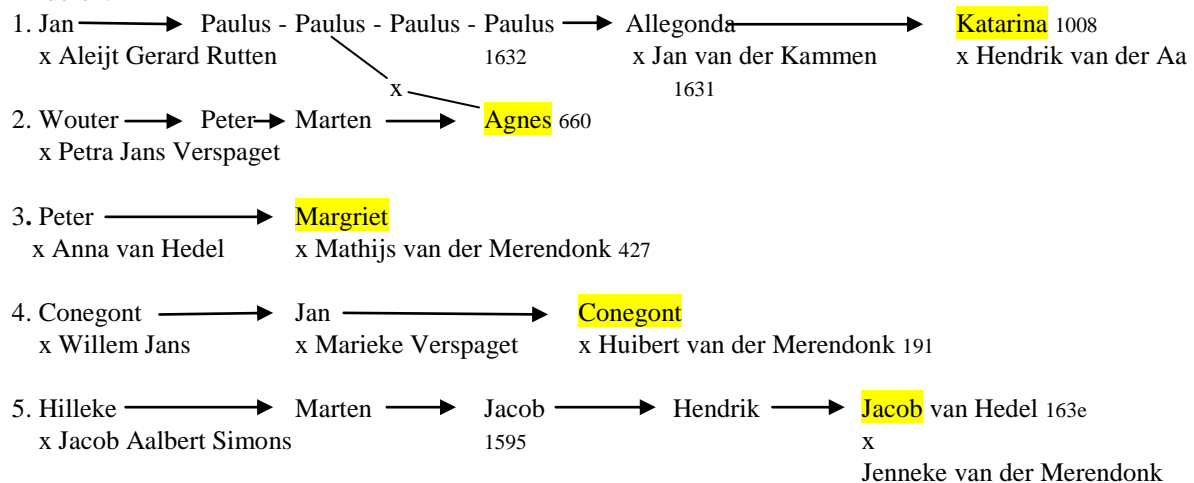 1. Jan Paulus - Paulus - Paulus - Paulus Allegonda Katarina 1008
x Aleijt Gerard Rutten 1632 x Jan van der Kammen x Hendrik van der Aa
x 1631
2. Wouter Peter Marten Agnes 660
x Petra Jans Verspaget
3. Peter Margriet
x Anna van Hedel x Mathijs van der Merendonk 427
4. Conegont Jan Conegont
x Willem Jans x Marieke Verspaget x Huibert van der Merendonk 191
5. Hilleke Marten Jacob Hendrik Jacob van Hedel 163e
x Jacob Aalbert Simons 1595 x
Jenneke van der Merendonk